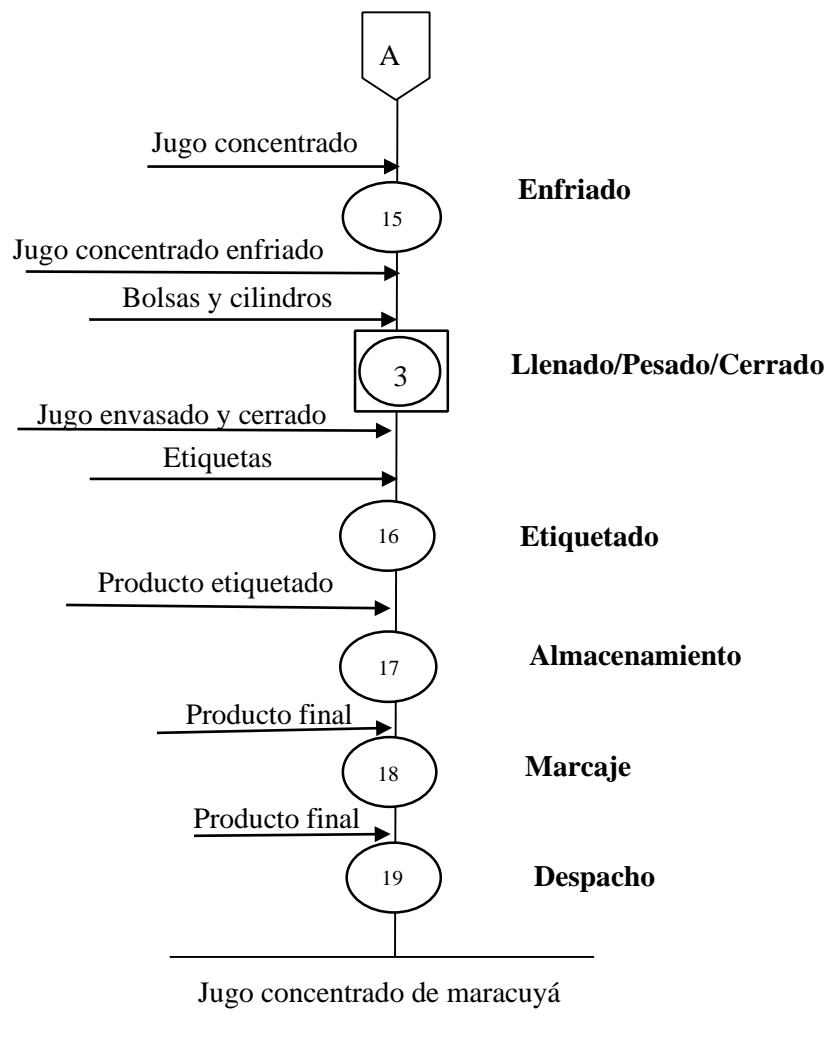 A
Jugo concentrado
Enfriado
15
Jugo concentrado enfriado
Bolsas y cilindros
Llenado/Pesado/Cerrado
3
Jugo envasado y cerrado
Etiquetas
16
Etiquetado
Producto etiquetado
Almacenamiento
17
Producto final
Marcaje
18
Producto final
19
Despacho
Jugo concentrado de maracuyá